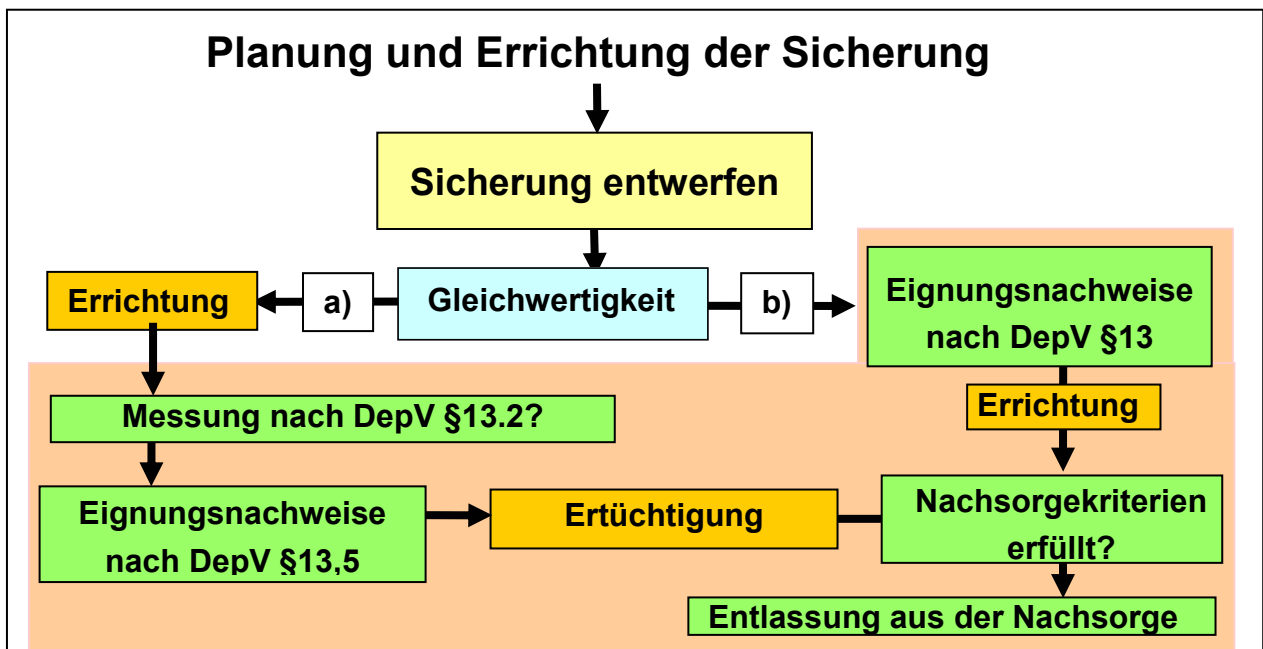 Planung und Errichtung der Sicherung
Sicherung entwerfen
Errichtung
a)
Gleichwertigkeit
b)
Eignungsnachweise
nach DepV §13
Messung nach DepV §13.2?
Errichtung
Eignungsnachweise
nach DepV §13,5
Ertüchtigung
Nachsorgekriterien
erfüllt?
Entlassung aus der Nachsorge